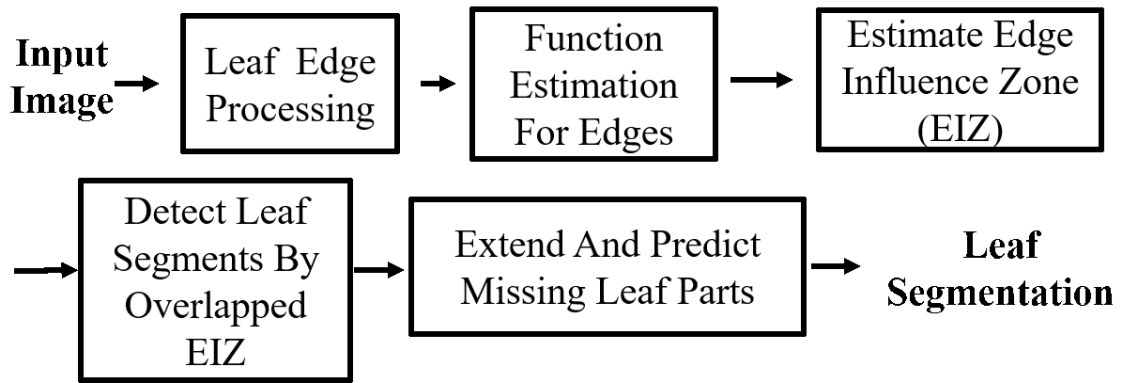 Input
Image
Leaf Edge
Processing
Function
Estimation
For Edges
Estimate Edge
Influence Zone
(EIZ)
Detect Leaf
Segments By
Overlapped
EIZ
Extend And Predict
Missing Leaf Parts
Leaf
Segmentation